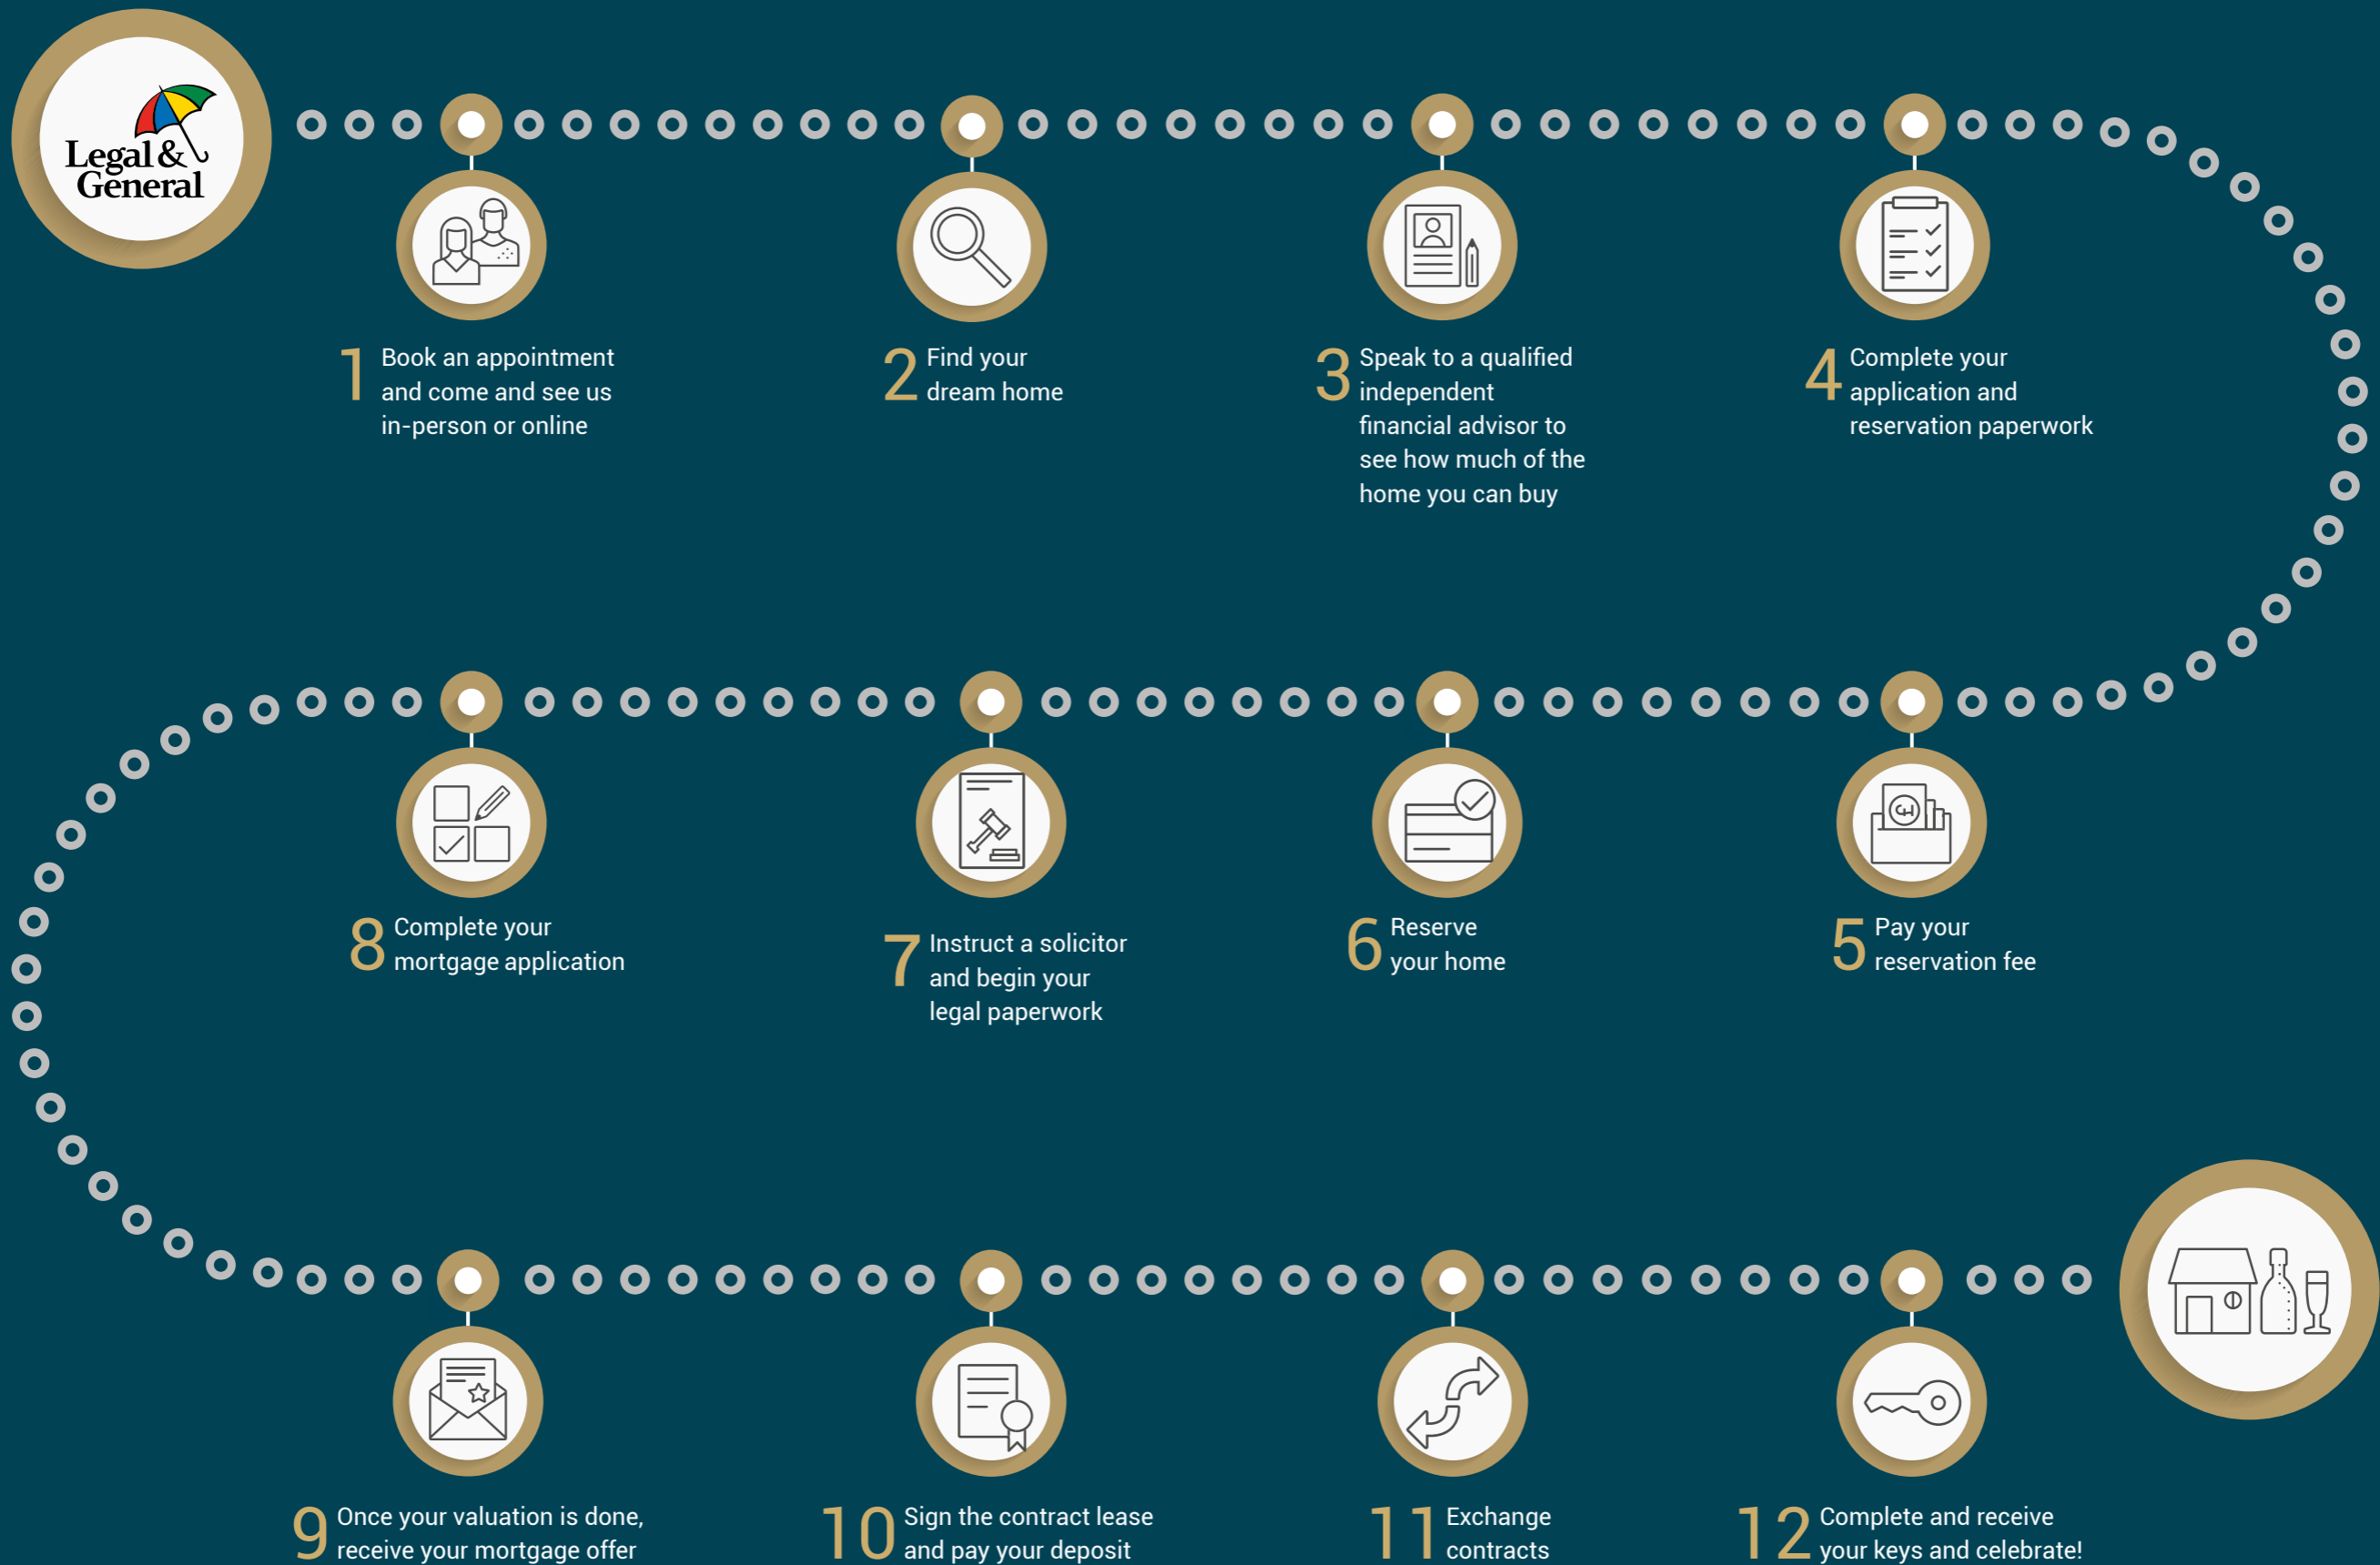 Legal &
General
1 Book an appointment
and come and see us
in-person or online
2 Find your
dream home
3 Speak to a qualified
independent
financial advisor to
see how much of the
home you can buy
4 Complete your
application and
reservation paperwork
5 Pay your
reservation fee
£
6 Reserve
your home
7 Instruct a solicitor
and begin your
legal paperwork
8 Complete your
mortgage application
9 Once your valuation is done,
receive your mortgage offer
10 Sign the contract lease
and pay your deposit
11 Exchange
contracts
12 Complete and receive
your keys and celebrate!